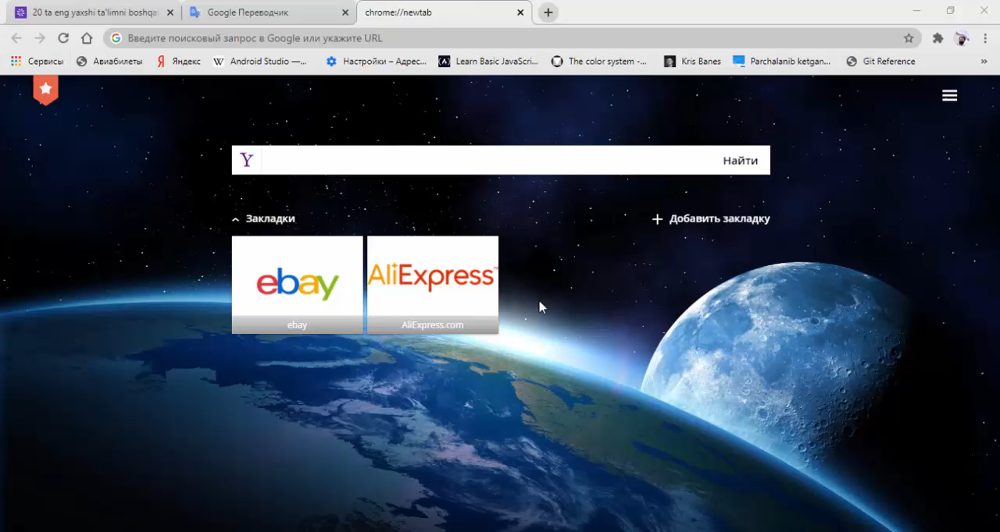 20 ta eng yaxshi ta'limni boshqa
Google Переводчик
chrome://newtab
Введите поисковый запрос в Google или укажите URL
Сервисы
Авиабилеты
Яндекс
Android Studio —...
Настройки – Адрес...
Learn Basic JavaScri...
The color system -...
Kris Banes
Parchalanib ketgan...
Git Reference
»
Y
Найти
Закладки
Добавить закладку
ebay
AliExpress™
ebay
AliExpress.com